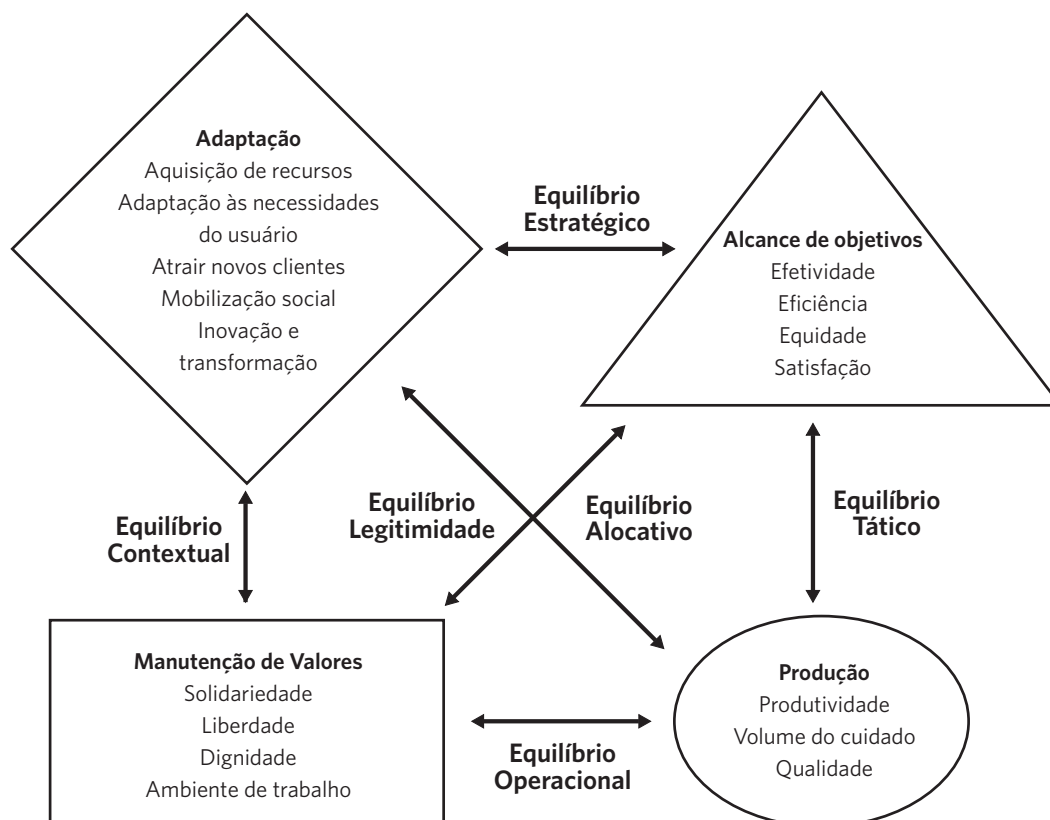 Adaptação
Aquisição de recursos
Adaptação às necessidades
do usuário
Atrair novos clientes
Mobilização social
Inovação e
transformação
Equilíbrio
Estratégico
Alcance de objetivos
Efetividade
Eficiência
Equidade
Satisfação
Equilíbrio
Contextual
Equilíbrio
Legitimidade
Equilíbrio
Alocativo
Equilíbrio
Tático
Manutenção de Valores
Solidariedade
Liberdade
Dignidade
Ambiente de trabalho
Equilíbrio
Operacional
Produção
Produtividade
Volume do cuidado
Qualidade